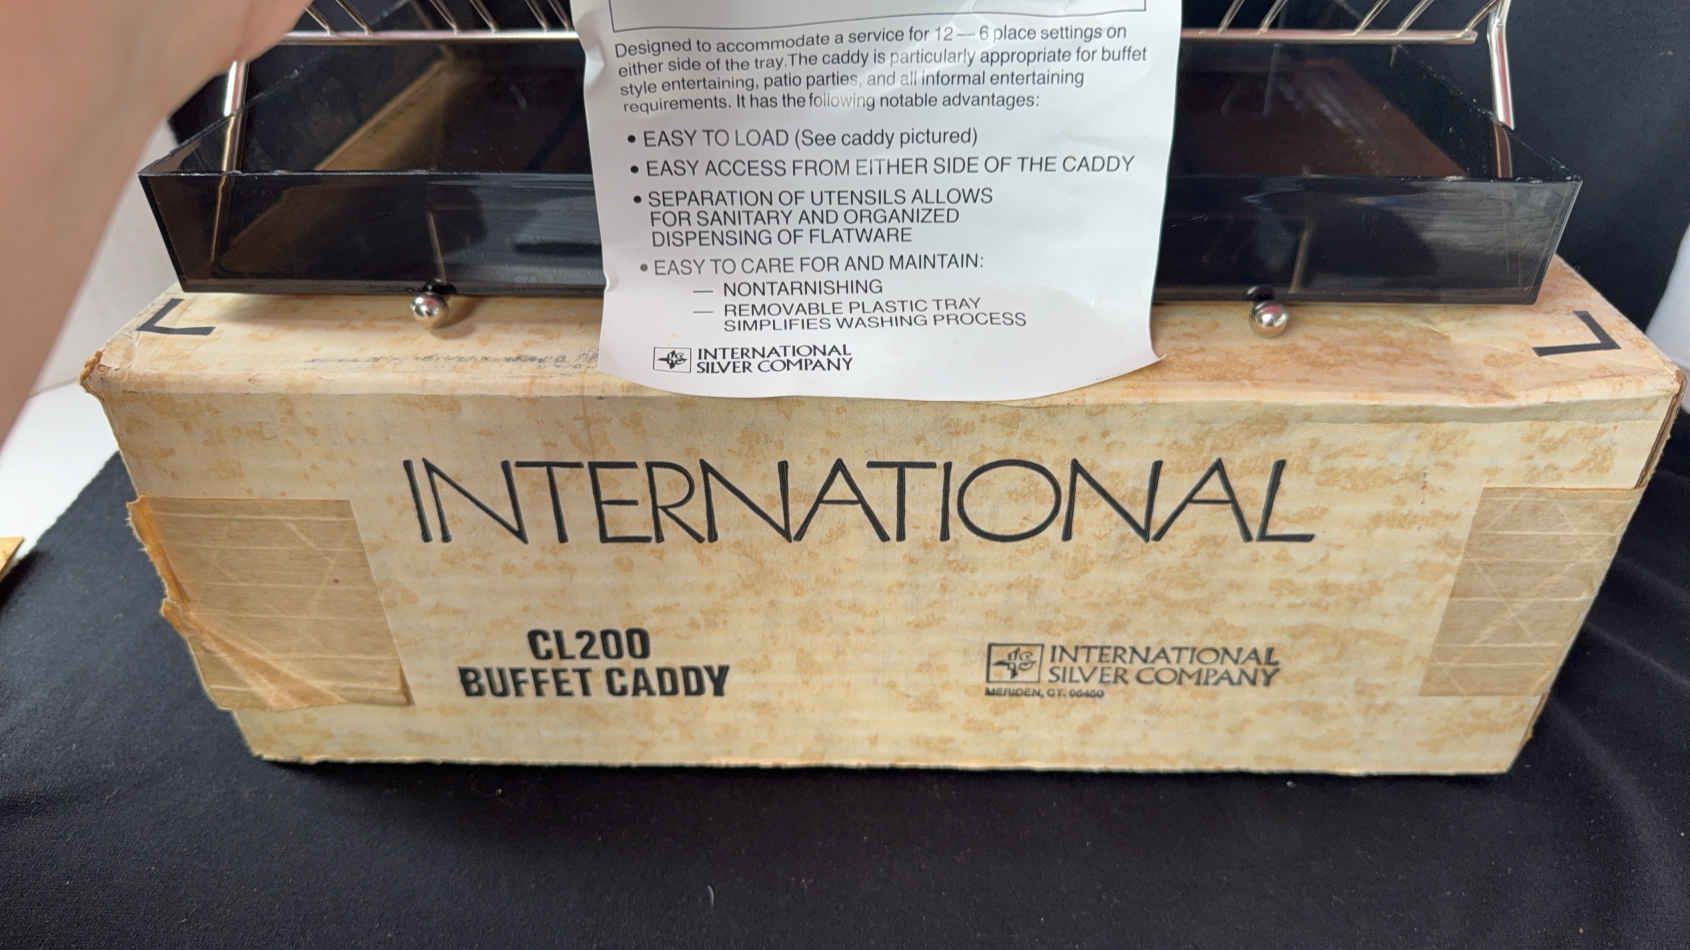 Designed to accommodate a service for 12 — 6 place settings on
either side of the tray. The caddy is particularly appropriate for buffet
style entertaining, patio parties, and all informal entertaining
requirements. It has the following notable advantages:
• EASY TO LOAD (See caddy pictured)
• EASY ACCESS FROM EITHER SIDE OF THE CADDY
• SEPARATION OF UTENSILS ALLOWS
FOR SANITARY AND ORGANIZED
DISPENSING OF FLATWARE
• EASY TO CARE FOR AND MAINTAIN:
— NONTARNISHING
— REMOVABLE PLASTIC TRAY
SIMPLIFIES WASHING PROCESS
INTERNATIONAL
SILVER COMPANY
INTERNATIONAL
CL200
BUFFET CADDY
INTERNATIONAL
SILVER COMPANY
MERIDEN, CT. 06450